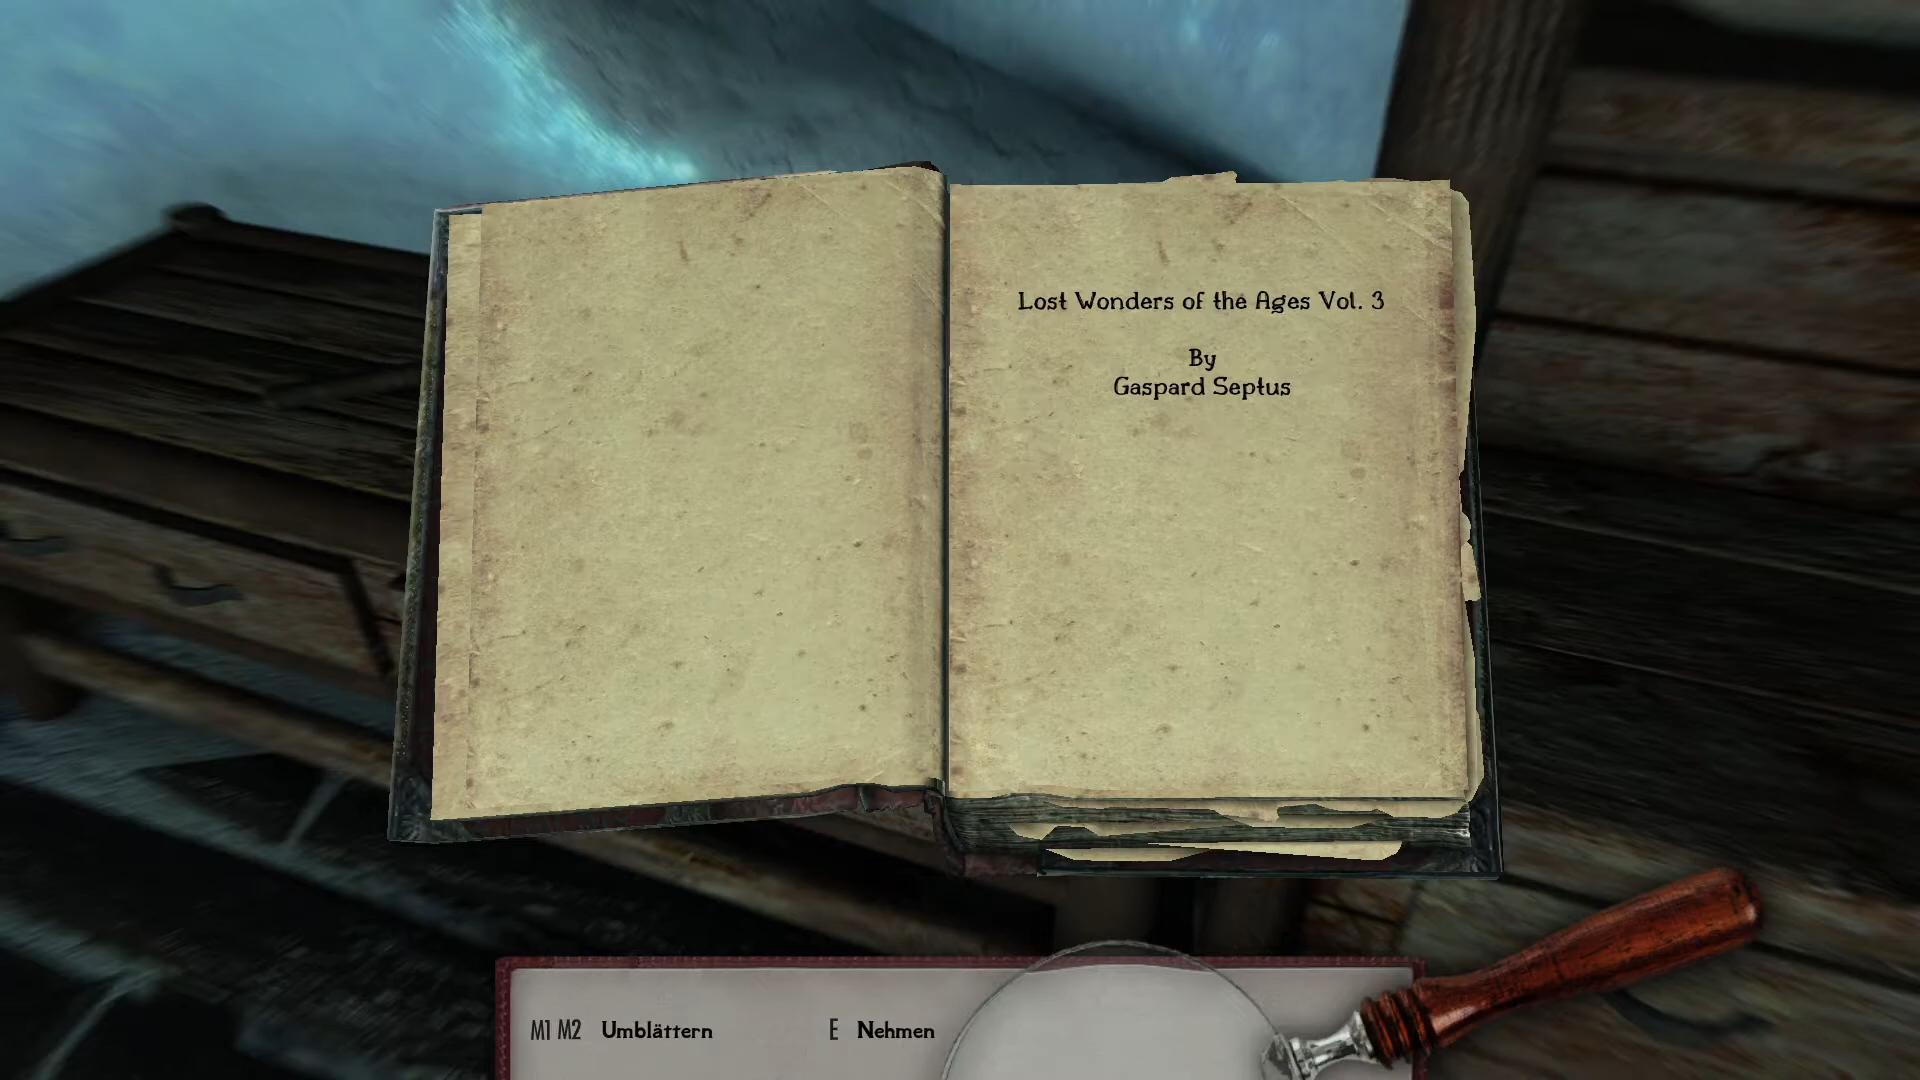 Lost Wonders of the Ages Vol. 3
By
Gaspard Septus
M1 M2 Umblättern
E Nehmen